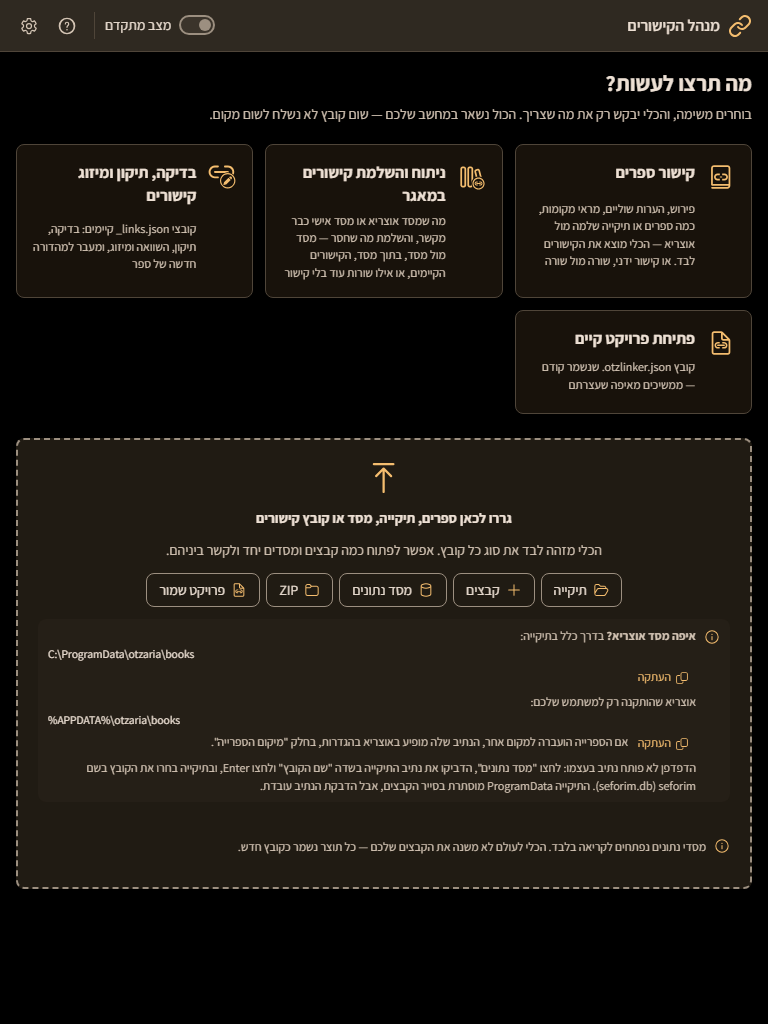 מנהל הקישורים
מצב מתקדם
מה תרצו לעשות?
בוחרים משימה, והכלי יבקש רק את מה שצריך. הכול נשאר במחשב שלכם — שום קובץ לא נשלח לשום מקום.
קישור ספרים
פירוש, הערות שוליים, מראי מקומות,
כמה ספרים או תיקייה שלמה מול
אוצריא — הכלי מוצא את הקישורים
לבד. או קישור ידני, שורה מול שורה
ניתוח והשלמת קישורים
במאגר
מה שמסד אוצריא או מסד אישי כבר
מקשר, והשלמת מה שחסר — מסד
מול מסד, בתוך מסד, הקישורים
הקיימים, או אילו שורות עוד בלי קישור
בדיקה, תיקון ומיזוג
קישורים
קובצי ‎_links.json קיימים: בדיקה,
תיקון, השוואה ומיזוג, ומעבר למהדורה
חדשה של ספר
פתיחת פרויקט קיים
קובץ ‎.otzlinker.json שנשמר קודם
— ממשיכים מאיפה שעצרתם
גררו לכאן ספרים, תיקייה, מסד או קובץ קישורים
הכלי מזהה לבד את סוג כל קובץ. אפשר לפתוח כמה קבצים ומסדים יחד ולקשר ביניהם.
תיקייה
קבצים
מסד נתונים
ZIP
פרויקט שמור
איפה מסד אוצריא? בדרך כלל בתיקייה:
C:\ProgramData\otzaria\books
העתקה
אוצריא שהותקנה רק למשתמש שלכם:
%APPDATA%\otzaria\books
העתקה
אם הספרייה הועברה למקום אחר, הנתיב שלה מופיע באוצריא בהגדרות, בחלק "מיקום הספרייה".
הדפדפן לא פותח נתיב בעצמו: לחצו "מסד נתונים", הדביקו את נתיב התיקייה בשדה "שם הקובץ" ולחצו Enter, ובתיקייה בחרו את הקובץ בשם
seforim (seforim.db). התיקייה ProgramData מוסתרת בסייר הקבצים, אבל הדבקת הנתיב עובדת.
מסדי נתונים נפתחים לקריאה בלבד. הכלי לעולם לא משנה את הקבצים שלכם — כל תוצר נשמר כקובץ חדש.